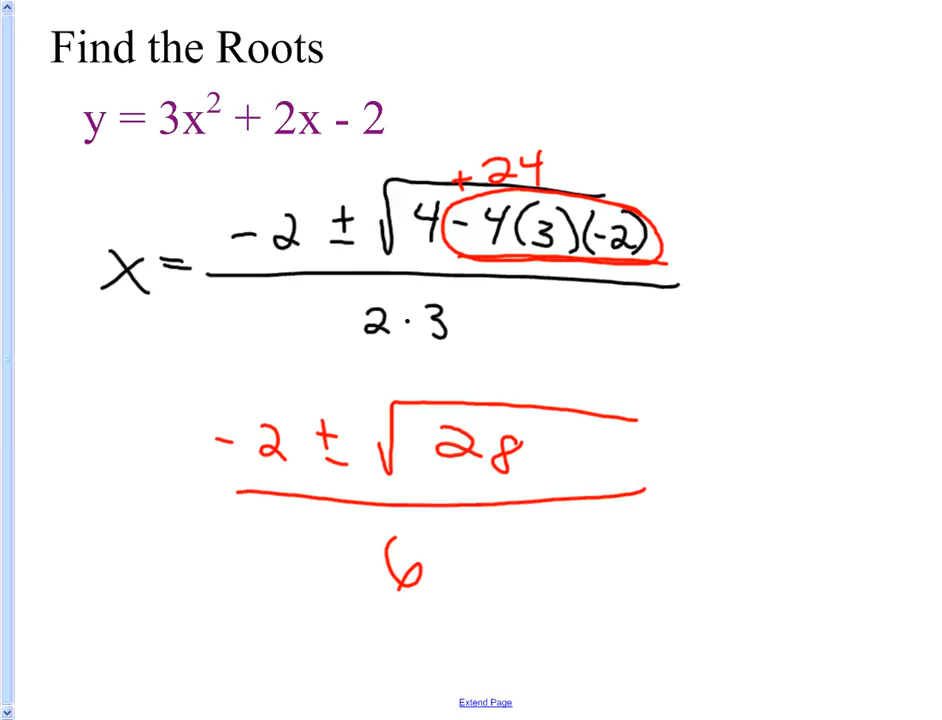 Find the Roots
y = 3x² + 2x - 2
+ 24
x = -2 ± √4 - 4(3)(-2)
2 · 3
-2 ± √28
6
Extend Page